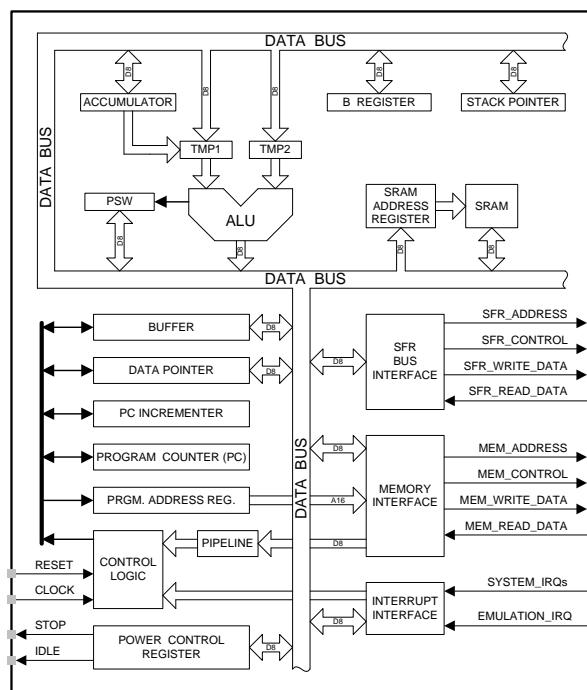 DATA BUS
D8
D8
D8
D8
D8
ACCUMULATOR
B REGISTER
STACK POINTER
DATA BUS
TMP1
TMP2
PSW
ALU
SRAM
ADDRESS
REGISTER
SRAM
D8
D8
D8
D8
DATA BUS
BUFFER
D8
DATA POINTER
D8
PC INCREMENTER
PROGRAM COUNTER (PC)
PRGM. ADDRESS REG.
A16
DATA BUS
D8
SFR
BUS
INTERFACE
SFR_ADDRESS
SFR_CONTROL
SFR_WRITE_DATA
SFR_READ_DATA
D8
MEMORY
INTERFACE
MEM_ADDRESS
MEM_CONTROL
MEM_WRITE_DATA
MEM_READ_DATA
CONTROL
LOGIC
PIPELINE
D8
RESET
CLOCK
STOP
IDLE
POWER CONTROL
REGISTER
D8
D8
INTERRUPT
INTERFACE
SYSTEM_IRQs
EMULATION_IRQ